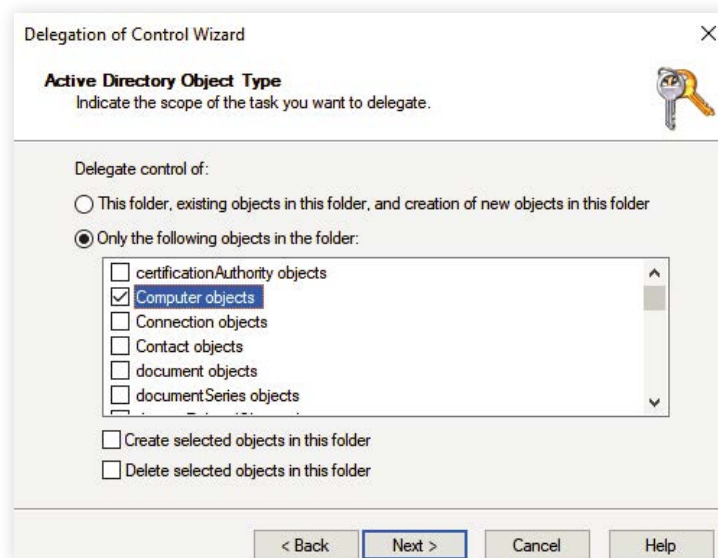 Delegation of Control Wizard
Active Directory Object Type
Indicate the scope of the task you want to delegate.
Delegate control of:
This folder, existing objects in this folder, and creation of new objects in this folder
Only the following objects in the folder:
certificationAuthority objects
Computer objects
Connection objects
Contact objects
document objects
documentSeries objects
Create selected objects in this folder
Delete selected objects in this folder
< Back Next > Cancel Help